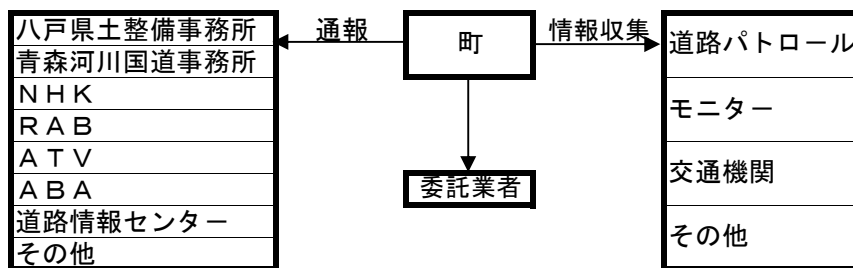 八戸県土整備事務所
青森河川国道事務所
ＮＨＫ
ＲＡＢ
ＡＴＶ
ＡＢＡ
道路情報センター
その他
通報
町
委託業者
情報収集
道路パトロール
モニター
交通機関
その他